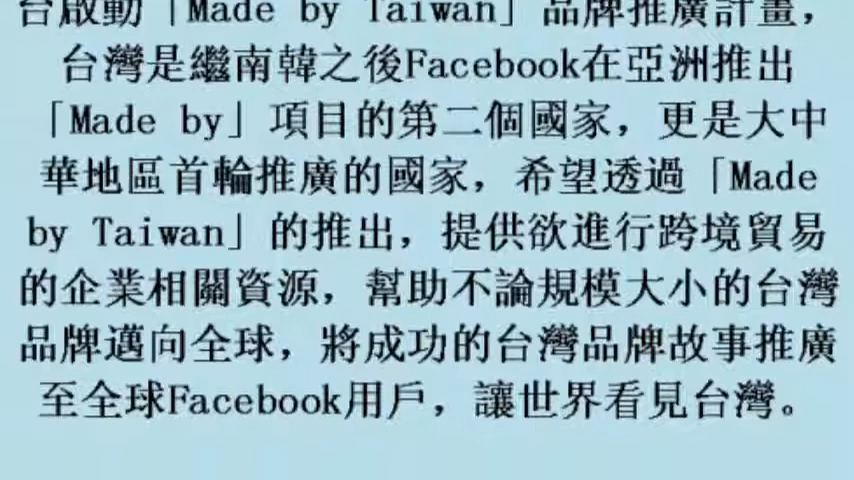 台啟動「Made by Taiwan」品牌推廣計畫,
台灣是繼南韓之後Facebook在亞洲推出
「Made by」項目的第二個國家,更是大中
華地區首輪推廣的國家,希望透過「Made
by Taiwan」的推出,提供欲進行跨境貿易
的企業相關資源,幫助不論規模大小的台灣
品牌邁向全球,將成功的台灣品牌故事推廣
至全球Facebook用戶,讓世界看見台灣。